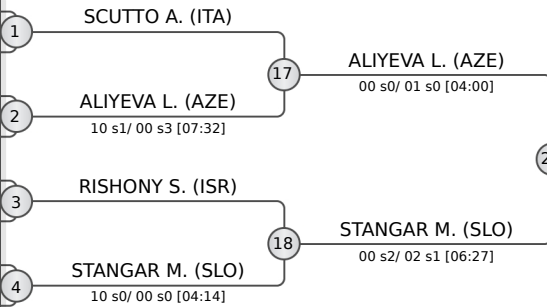 SCUTTO A. (ITA)
1
17
ALIYEVA L. (AZE)
00 s0/ 01 s0 [04:00]
2
ALIYEVA L. (AZE)
10 s1/ 00 s3 [07:32]
3
RISHONY S. (ISR)
18
STANGAR M. (SLO)
00 s2/ 02 s1 [06:27]
4
STANGAR M. (SLO)
10 s0/ 00 s0 [04:14]